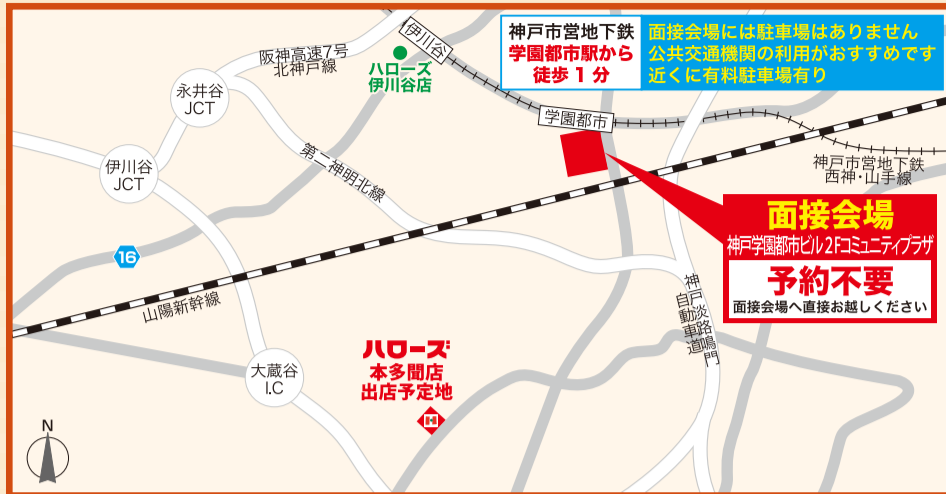 神戸市営地下鉄
学園都市駅から
徒歩 1 分
面接会場には駐車場はありません
公共交通機関の利用がおすすめです
近くに有料駐車場有り
伊川谷
阪神高速7号
北神戸線
ハローズ
伊川谷店
永井谷
JCT
学園都市
伊川谷
JCT
第二神明北線
神戸市営地下鉄
西神・山手線
面接会場
神戸学園都市ビル2Fコミュニティプラザ
予約不要
面接会場へ直接お越しください
16
山陽新幹線
神戸淡路鳴門
自動車道
ハローズ
本多聞店
出店予定地
大蔵谷
I.C
N